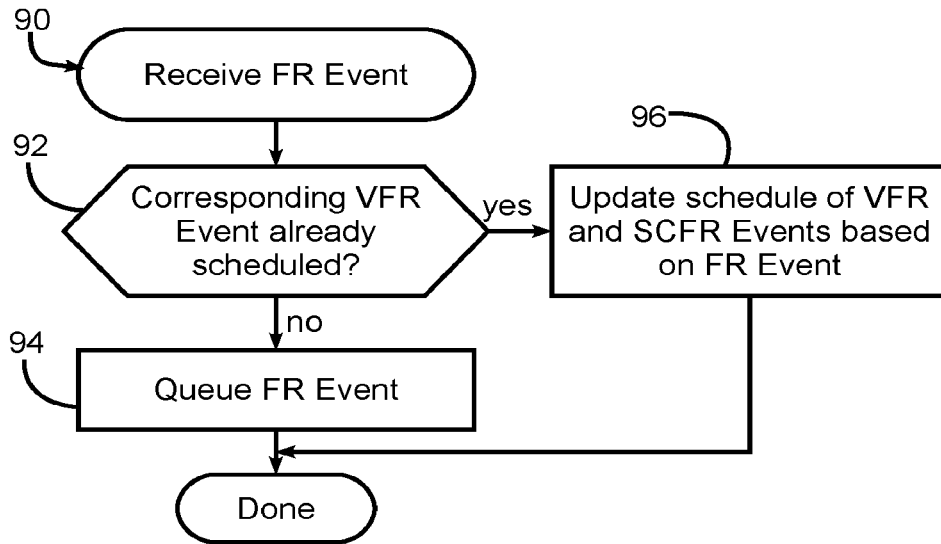 90
Receive FR Event
92
Corresponding VFR
Event already
scheduled?
yes
96
Update schedule of VFR
and SCFR Events based
on FR Event
no
94
Queue FR Event
Done